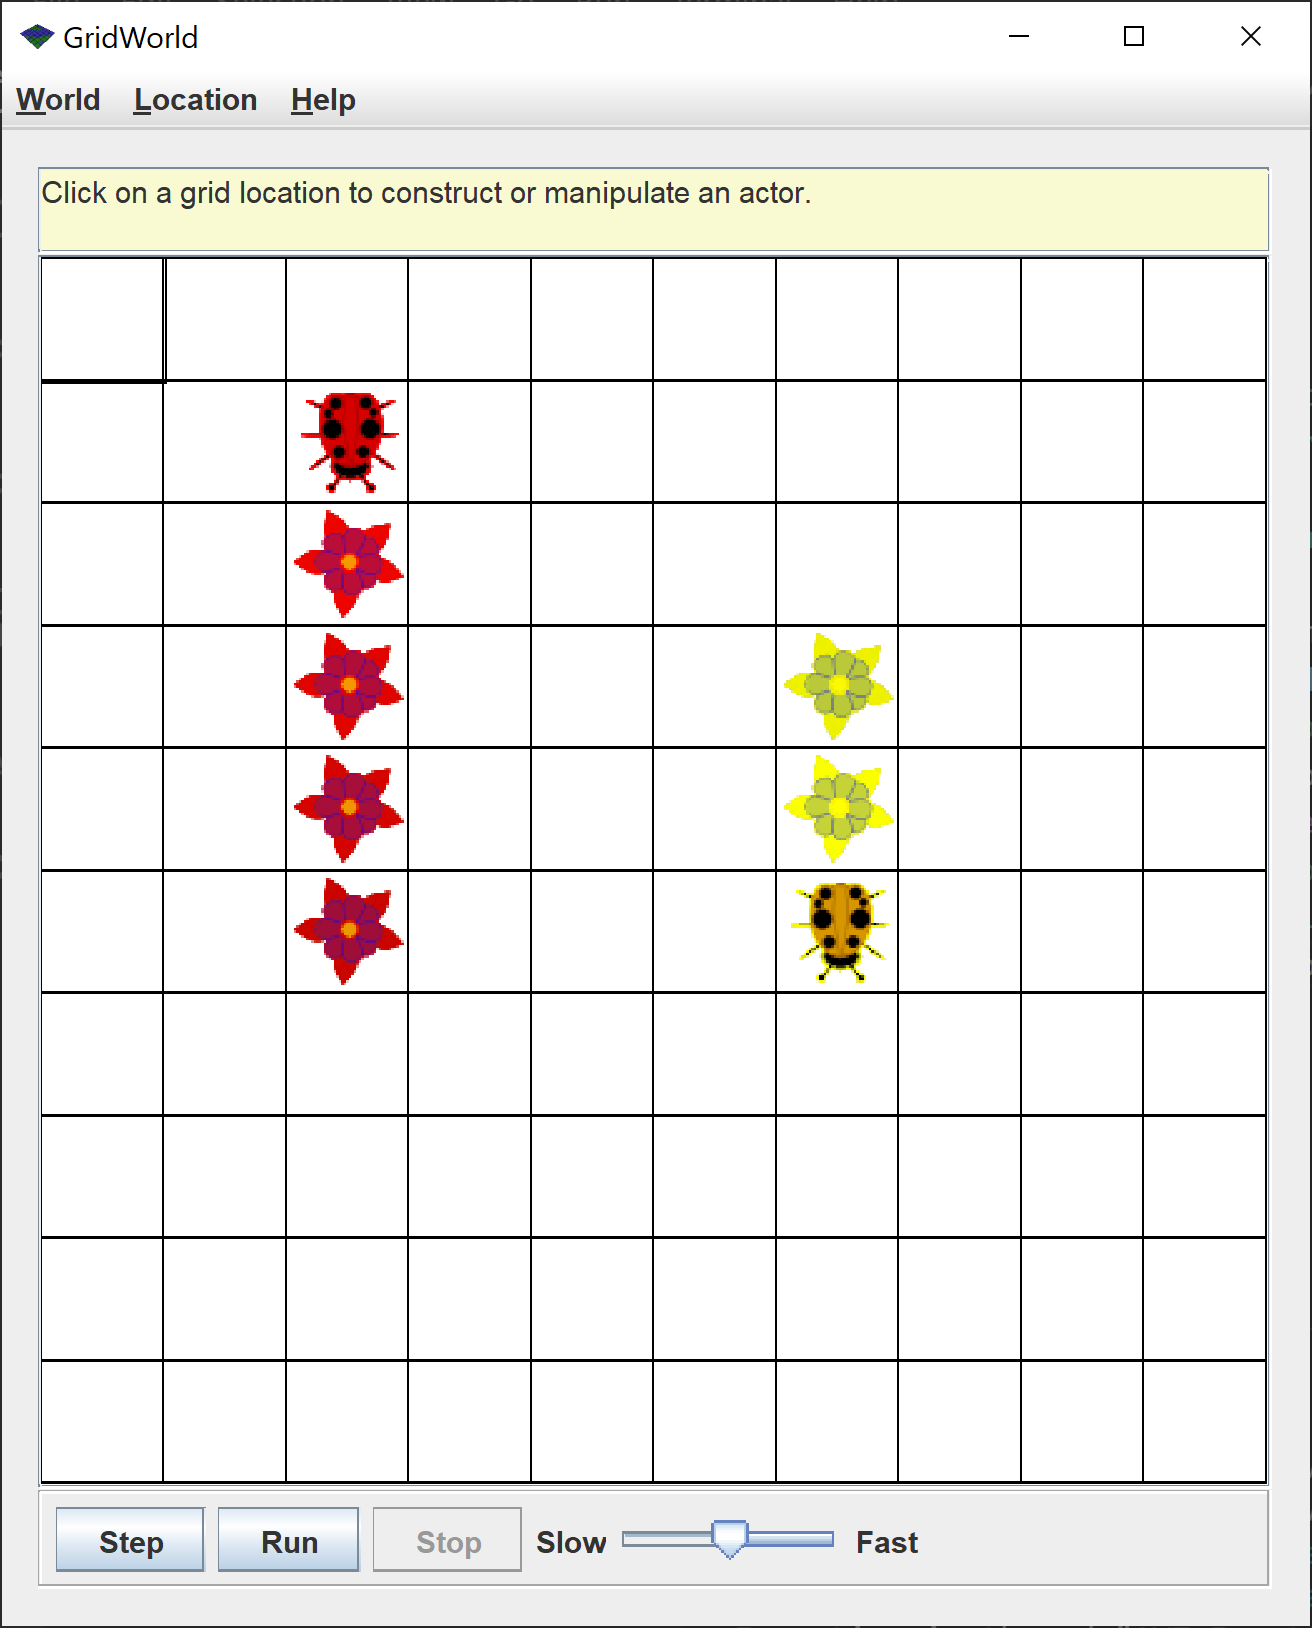 GridWorld
World Location Help
Click on a grid location to construct or manipulate an actor.
Step Run Stop Slow Fast